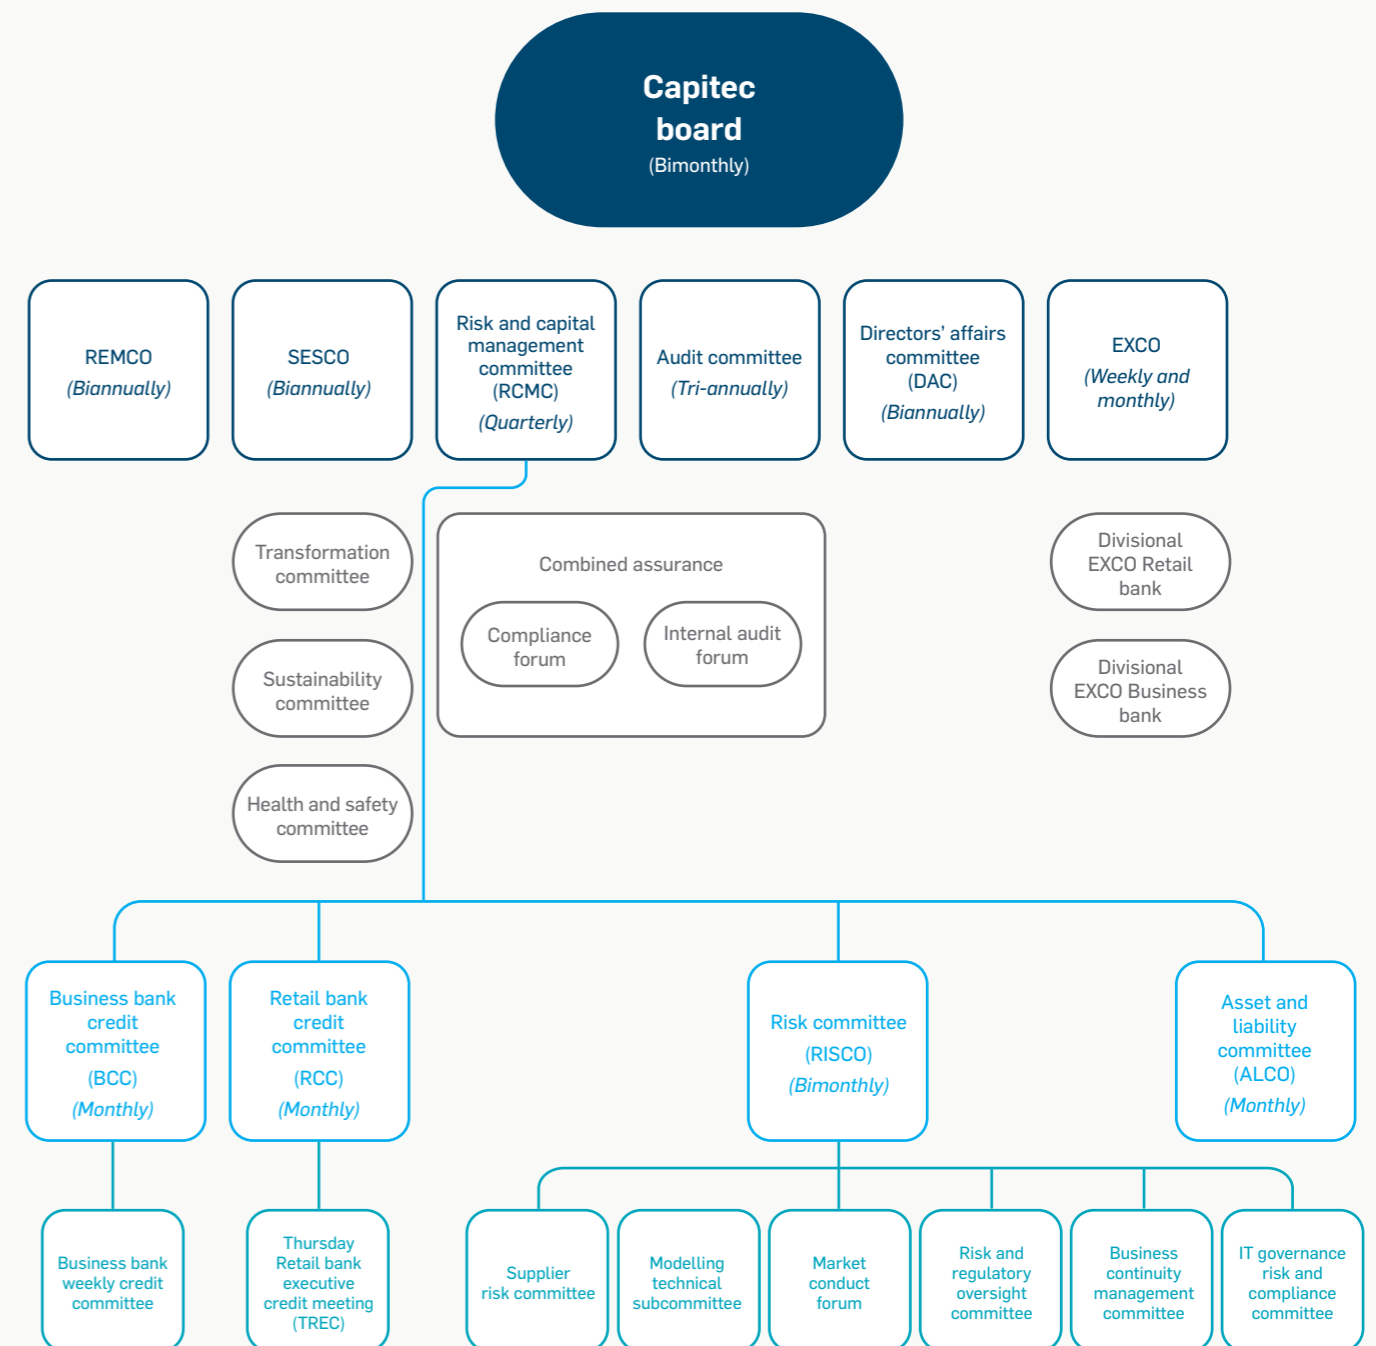 Capitec
board
(Bimonthly)
REMCO
(Biannually)
SESCO
(Biannually)
Risk and capital
management
committee
(RCMC)
(Quarterly)
Audit committee
(Tri-annually)
Directors' affairs
committee
(DAC)
(Biannually)
EXCO
(Weekly and
monthly)
Transformation
committee
Sustainability
committee
Health and safety
committee
Combined assurance
Compliance
forum
Internal audit
forum
Divisional
EXCO Retail
bank
Divisional
EXCO Business
bank
Business bank
credit
committee
(BCC)
(Monthly)
Retail bank
credit
committee
(RCC)
(Monthly)
Risk committee
(RISCO)
(Bimonthly)
Asset and
liability
committee
(ALCO)
(Monthly)
Business bank
weekly credit
committee
Thursday
Retail bank
executive
credit meeting
(TREC)
Supplier
risk committee
Modelling
technical
subcommittee
Market
conduct
forum
Risk and
regulatory
oversight
committee
Business
continuity
management
committee
IT governance
risk and
compliance
committee